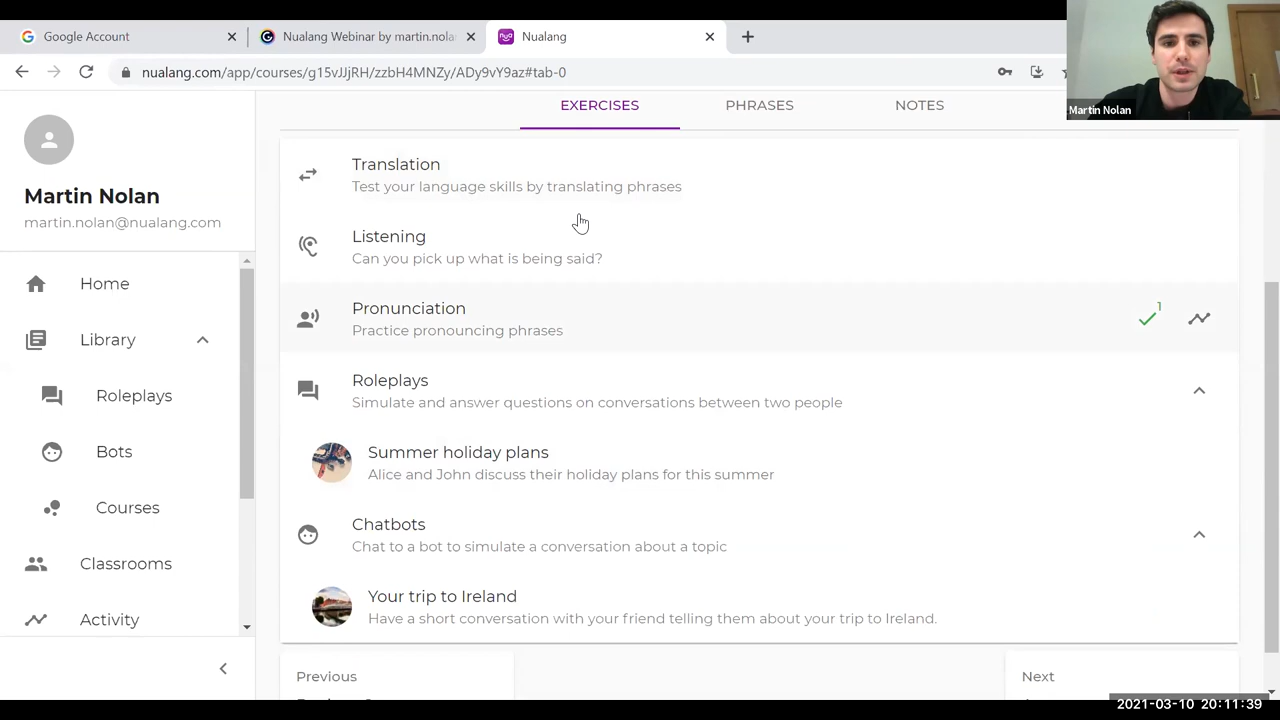 Google Account
Nualang Webinar by martin.nola
Nualang
nualang.com/app/courses/g15vJJjRH/zzbH4MNZy/ADy9vY9az#tab-0
Martin Nolan
EXERCISES
PHRASES
NOTES
Martin Nolan
martin.nolan@nualang.com
Home
Library
Roleplays
Bots
Courses
Classrooms
Activity
Translation
Test your language skills by translating phrases
Listening
Can you pick up what is being said?
Pronunciation
Practice pronouncing phrases
1
Roleplays
Simulate and answer questions on conversations between two people
Summer holiday plans
Alice and John discuss their holiday plans for this summer
Chatbots
Chat to a bot to simulate a conversation about a topic
Your trip to Ireland
Have a short conversation with your friend telling them about your trip to Ireland.
Previous
Next
2021-03-10 20:11:39